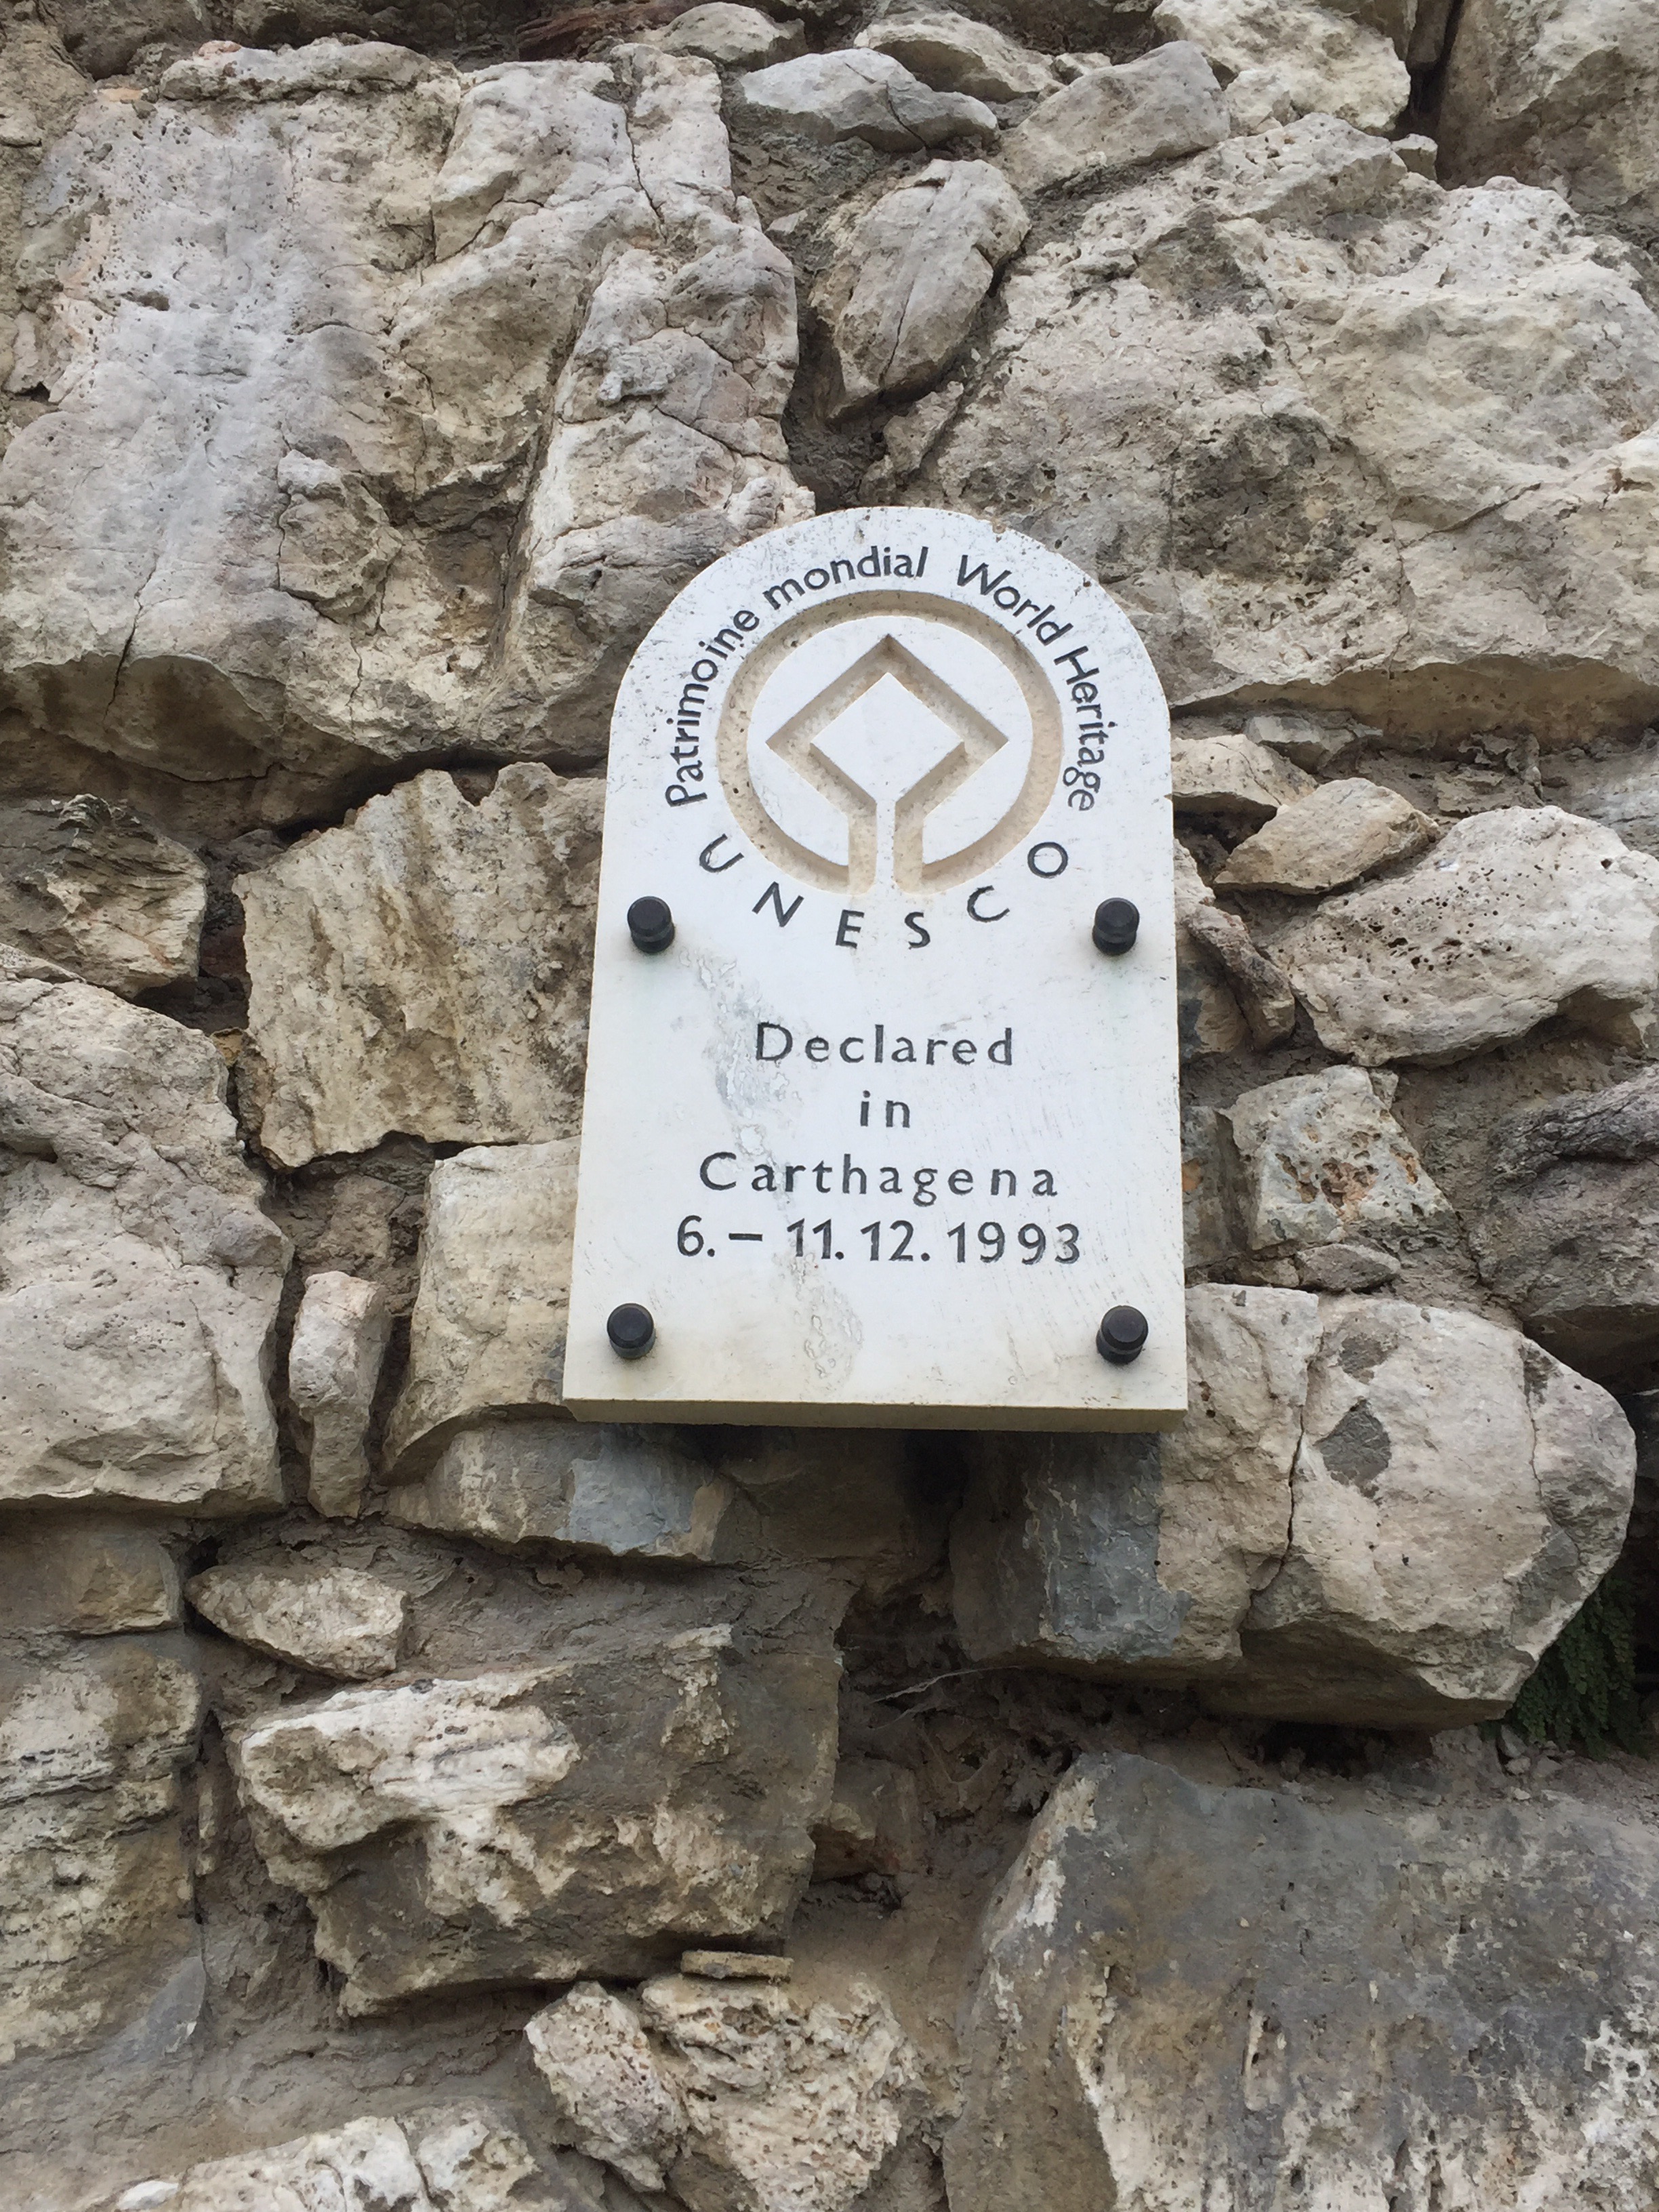 Patrimoine mondial World Heritage
UNESCO
Declared
in
Carthagena
6. – 11. 12. 1993